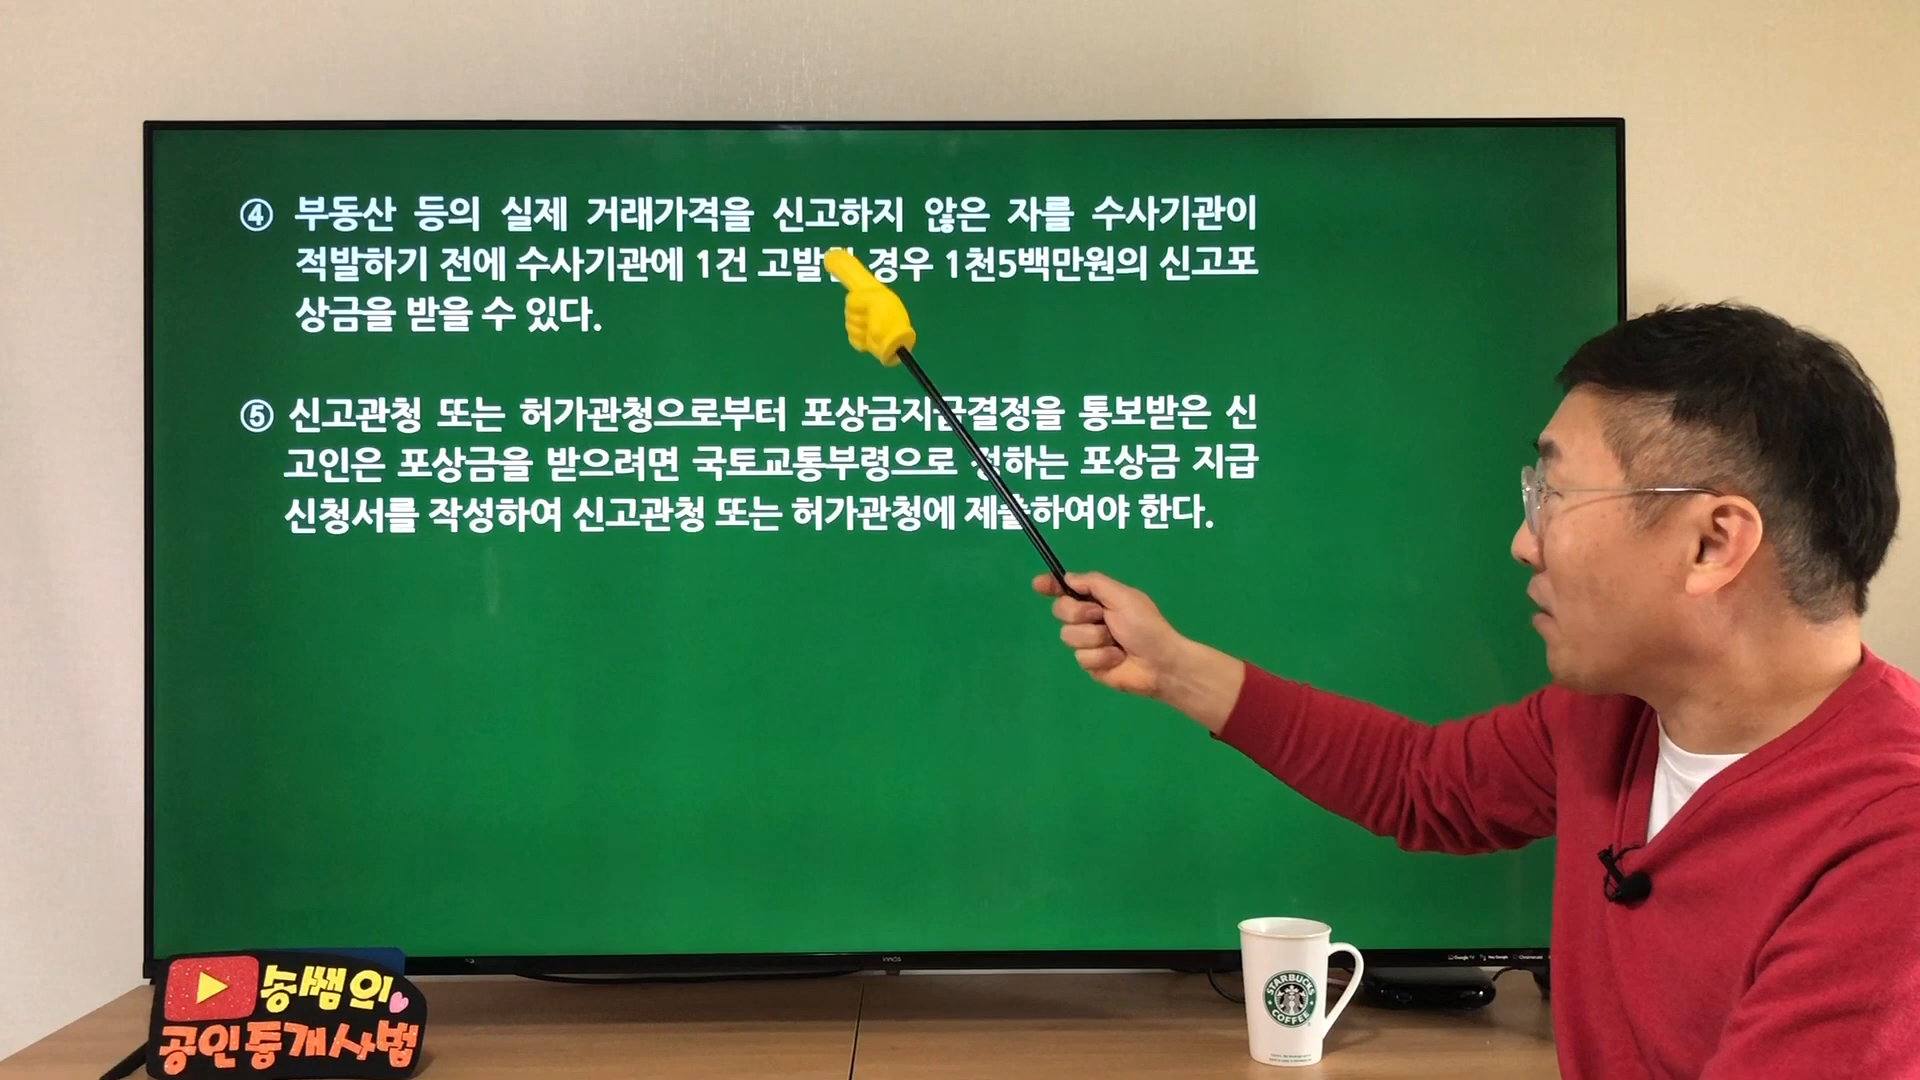 ④ 부동산 등의 실제 거래가격을 신고하지 않은 자를 수사기관이
적발하기 전에 수사기관에 1건 고발한 경우 1천5백만원의 신고포
상금을 받을 수 있다.
⑤ 신고관청 또는 허가관청으로부터 포상금지급결정을 통보받은 신
고인은 포상금을 받으려면 국토교통부령으로 정하는 포상금 지급
신청서를 작성하여 신고관청 또는 허가관청에 제출하여야 한다.
innos
Google TV
송쌤의
공인중개사법
STARBUCKS
COFFEE